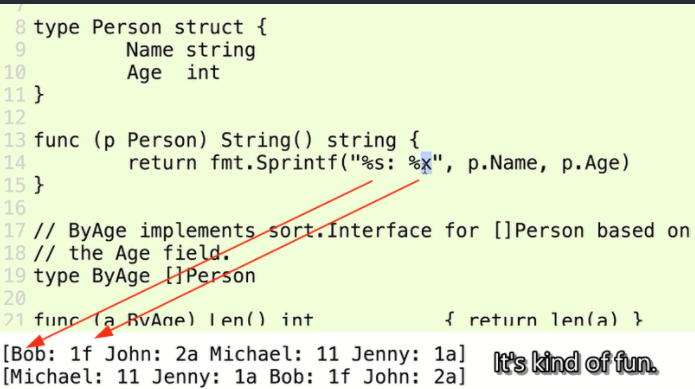 7
8 type Person struct {
9 Name string
10 Age int
11 }
12
13 func (p Person) String() string {
14 return fmt.Sprintf("%s: %x", p.Name, p.Age)
15 }
16
17 // ByAge implements sort.Interface for []Person based on
18 // the Age field.
19 type ByAge []Person
20
21 func (a ByAge) Len() int { return len(a) }
[Bob: 1f John: 2a Michael: 11 Jenny: 1a]
[Michael: 11 Jenny: 1a Bob: 1f John: 2a]
It's kind of fun.